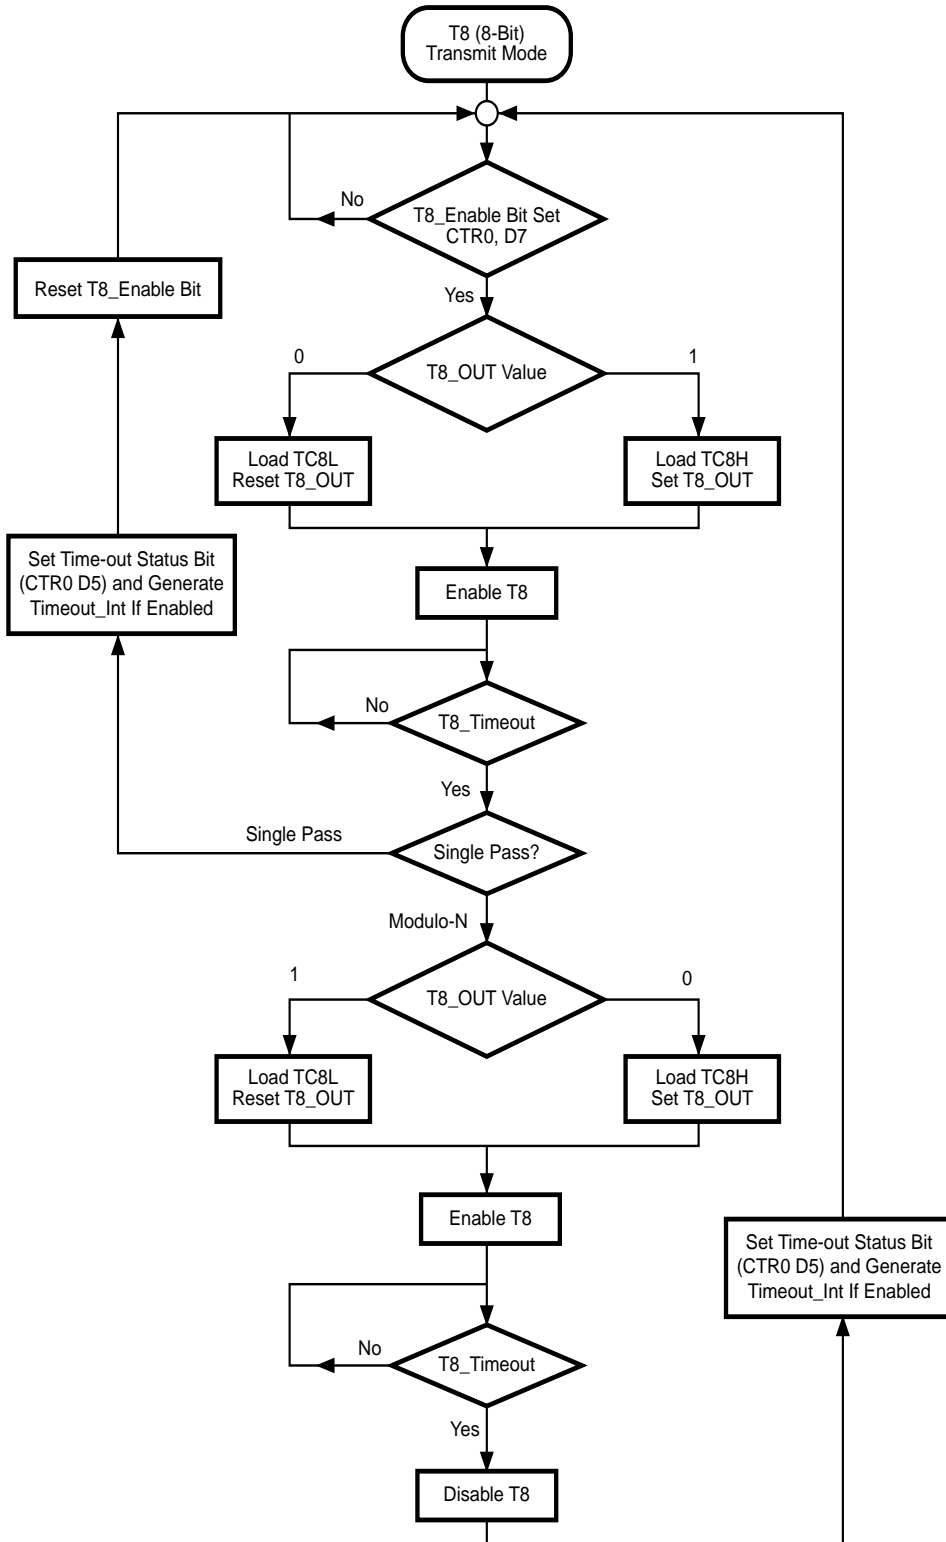 T8 (8-Bit)
Transmit Mode
No
T8_Enable Bit Set
CTR0, D7
Reset T8_Enable Bit
Yes
0
T8_OUT Value
1
Load TC8L
Reset T8_OUT
Load TC8H
Set T8_OUT
Set Time-out Status Bit
(CTR0 D5) and Generate
Timeout_Int If Enabled
Enable T8
No
T8_Timeout
Yes
Single Pass
Single Pass?
Modulo-N
1
T8_OUT Value
0
Load TC8L
Reset T8_OUT
Load TC8H
Set T8_OUT
Enable T8
Set Time-out Status Bit
(CTR0 D5) and Generate
Timeout_Int If Enabled
No
T8_Timeout
Yes
Disable T8